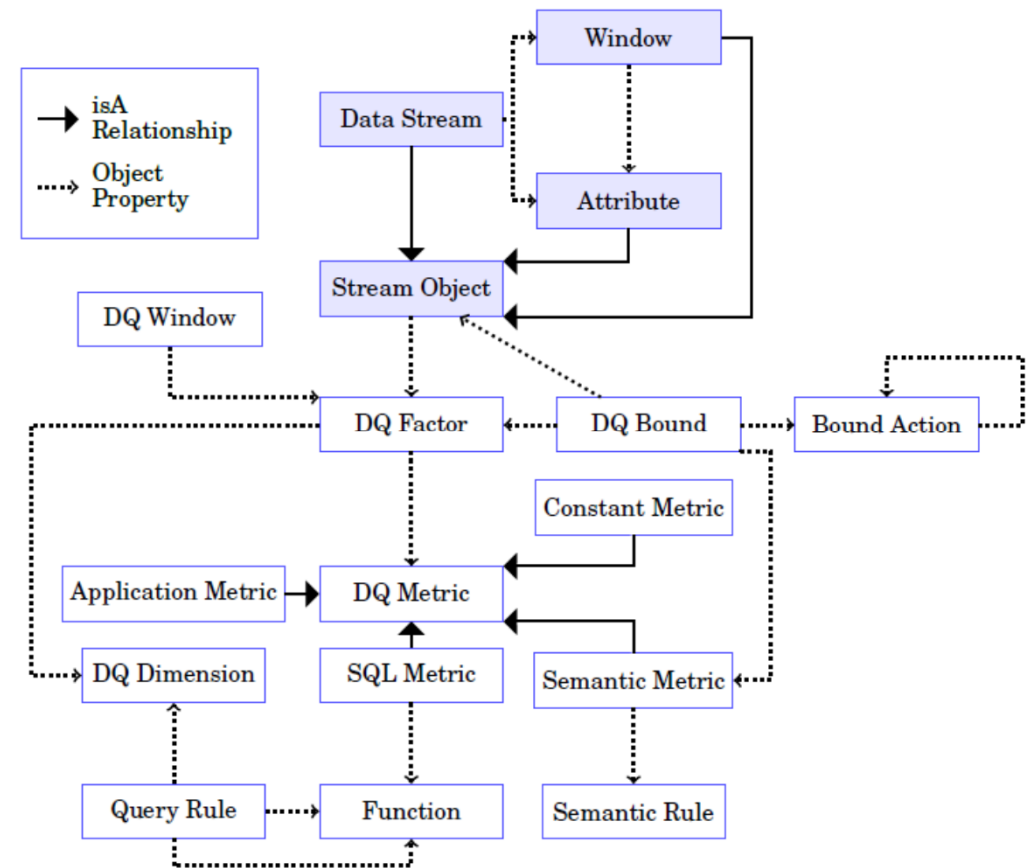 Window
isA
Relationship
Object
Property
Data Stream
Attribute
Stream Object
DQ Window
DQ Factor
DQ Bound
Bound Action
Constant Metric
Application Metric
DQ Metric
DQ Dimension
SQL Metric
Semantic Metric
Query Rule
Function
Semantic Rule